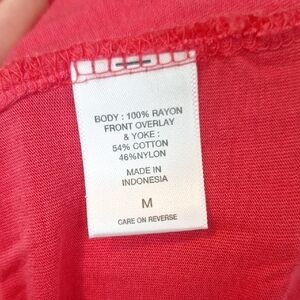 BODY : 100% RAYON
FRONT OVERLAY
& YOKE :
54% COTTON
46%NYLON
MADE IN
INDONESIA
M
CARE ON REVERSE